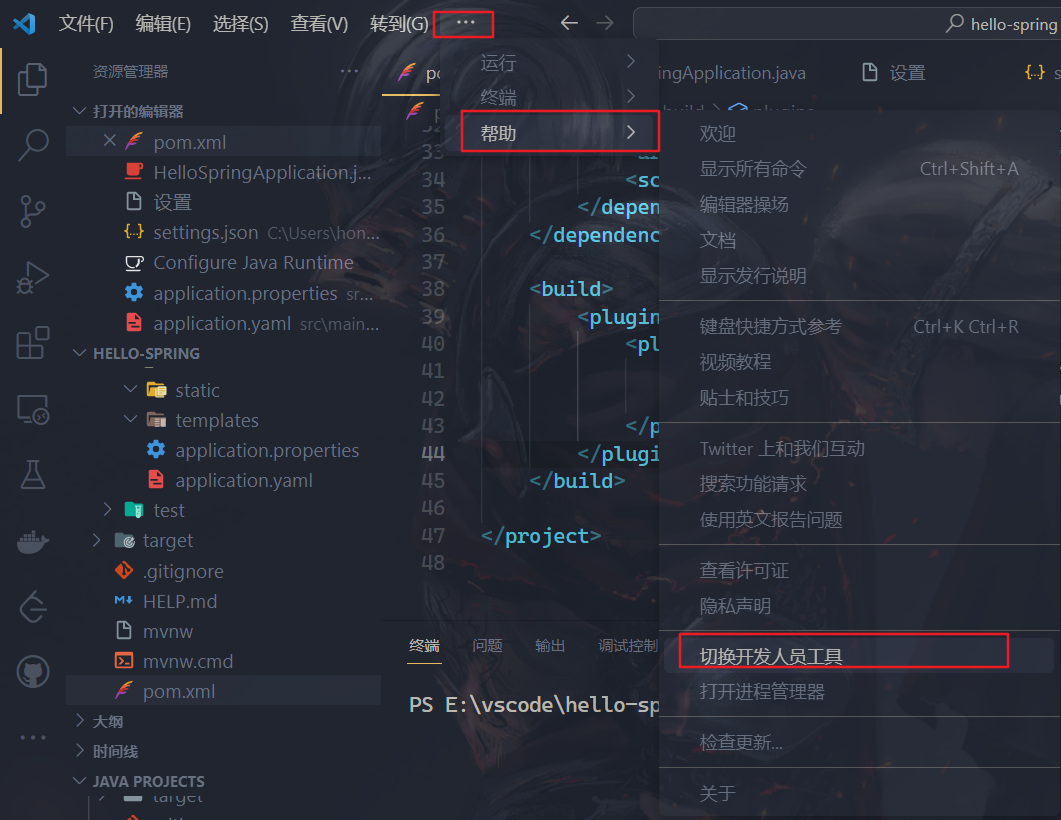 文件(F) 编辑(E) 选择(S) 查看(V) 转到(G) ··· hello-spring
资源管理器 ···
打开的编辑器
pom.xml
HelloSpringApplication.j...
设置
settings.json C:\Users\hon...
Configure Java Runtime
application.properties sr...
application.yaml src\main...
HELLO-SPRING
static
templates
application.properties
application.yaml
test
target
.gitignore
HELP.md
mvnw
mvnw.cmd
pom.xml
大纲
时间线
JAVA PROJECTS
target
po
ingApplication.java
设置
{..} s
32
33
34 <sc
35 </depen
36 </dependenc
37
38 <build>
39 <plugin
40 <pl
41
42
43 </p
44 </plugi
45 </build>
46
47 </project>
48
终端 问题 输出 调试控制
PS E:\vscode\hello-sp
运行
终端
帮助
欢迎
显示所有命令 Ctrl+Shift+A
编辑器操场
文档
显示发行说明
键盘快捷方式参考 Ctrl+K Ctrl+R
视频教程
贴士和技巧
Twitter 上和我们互动
搜索功能请求
使用英文报告问题
查看许可证
隐私声明
切换开发人员工具
打开进程管理器
检查更新...
关于